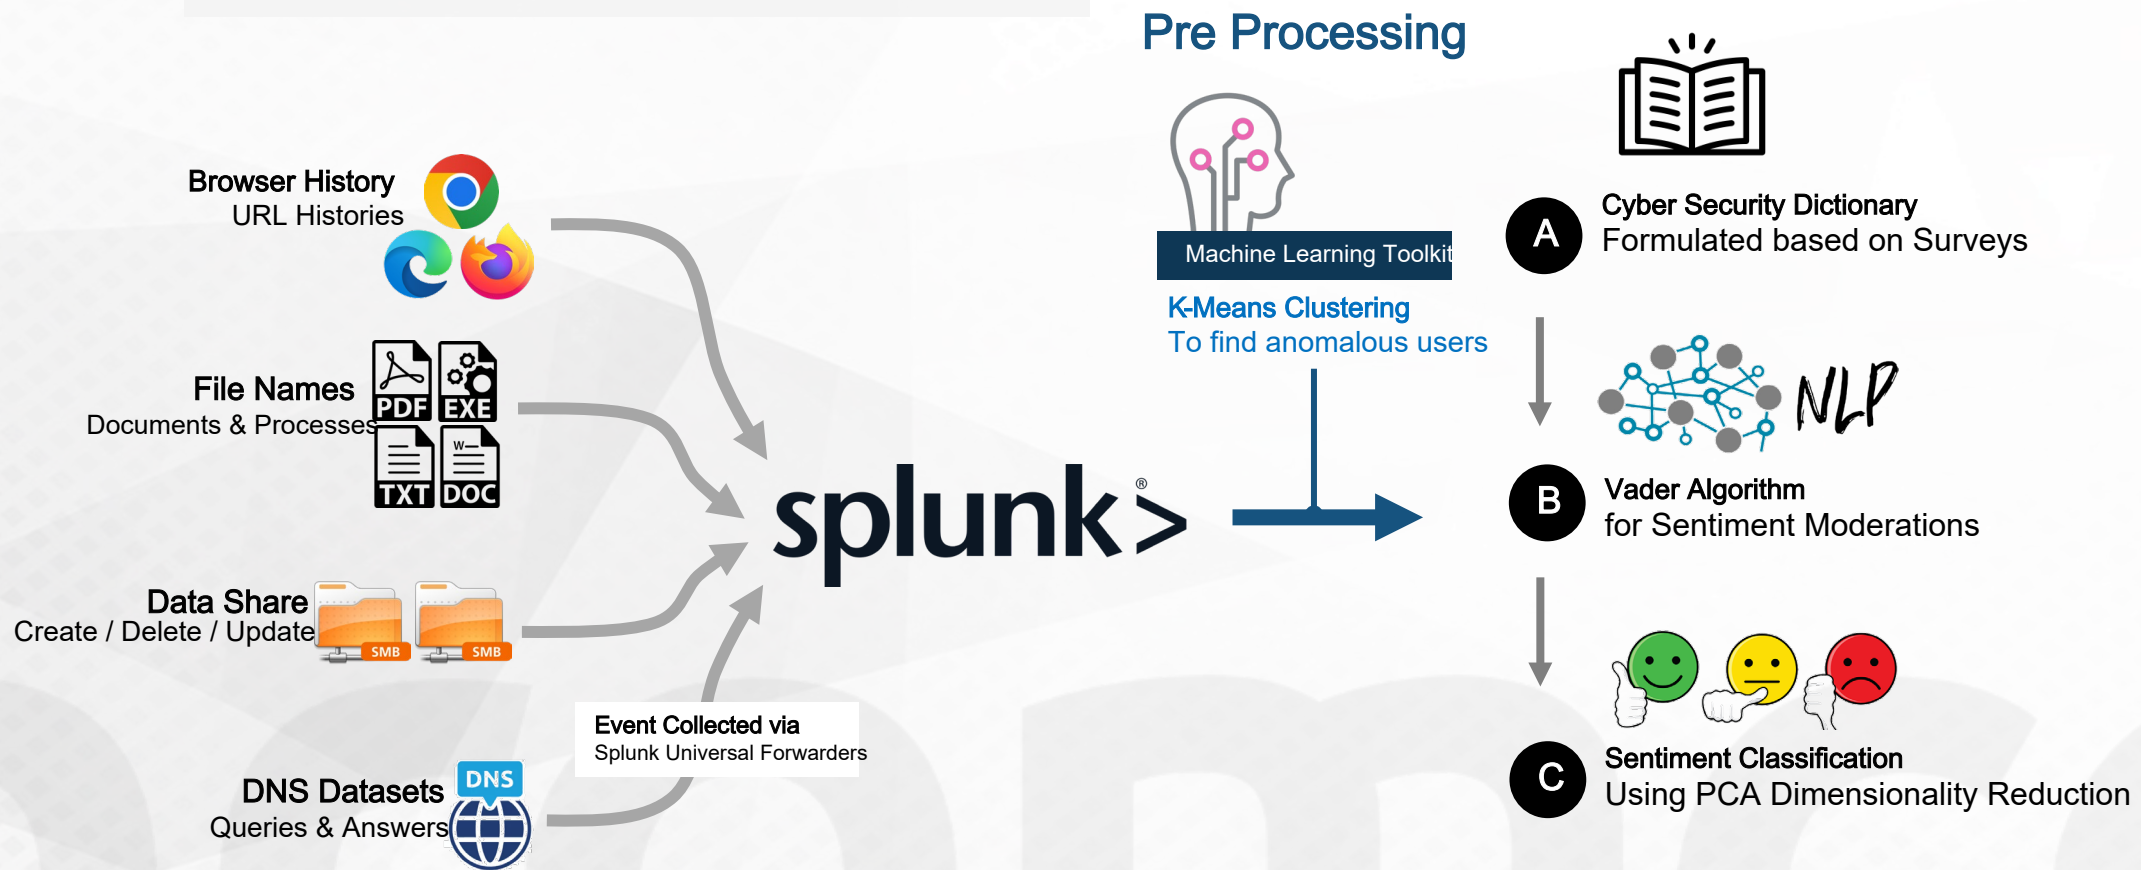 Pre Processing
Browser History
URL Histories
File Names
Documents & Processes
PDF
EXE
TXT
W
DOC
Data Share
Create / Delete / Update
SMB
SMB
Event Collected via
Splunk Universal Forwarders
DNS Datasets
Queries & Answers
DNS
splunk>®
Machine Learning Toolkit
K-Means Clustering
To find anomalous users
A
Cyber Security Dictionary
Formulated based on Surveys
NLP
B
Vader Algorithm
for Sentiment Moderations
C
Sentiment Classification
Using PCA Dimensionality Reduction